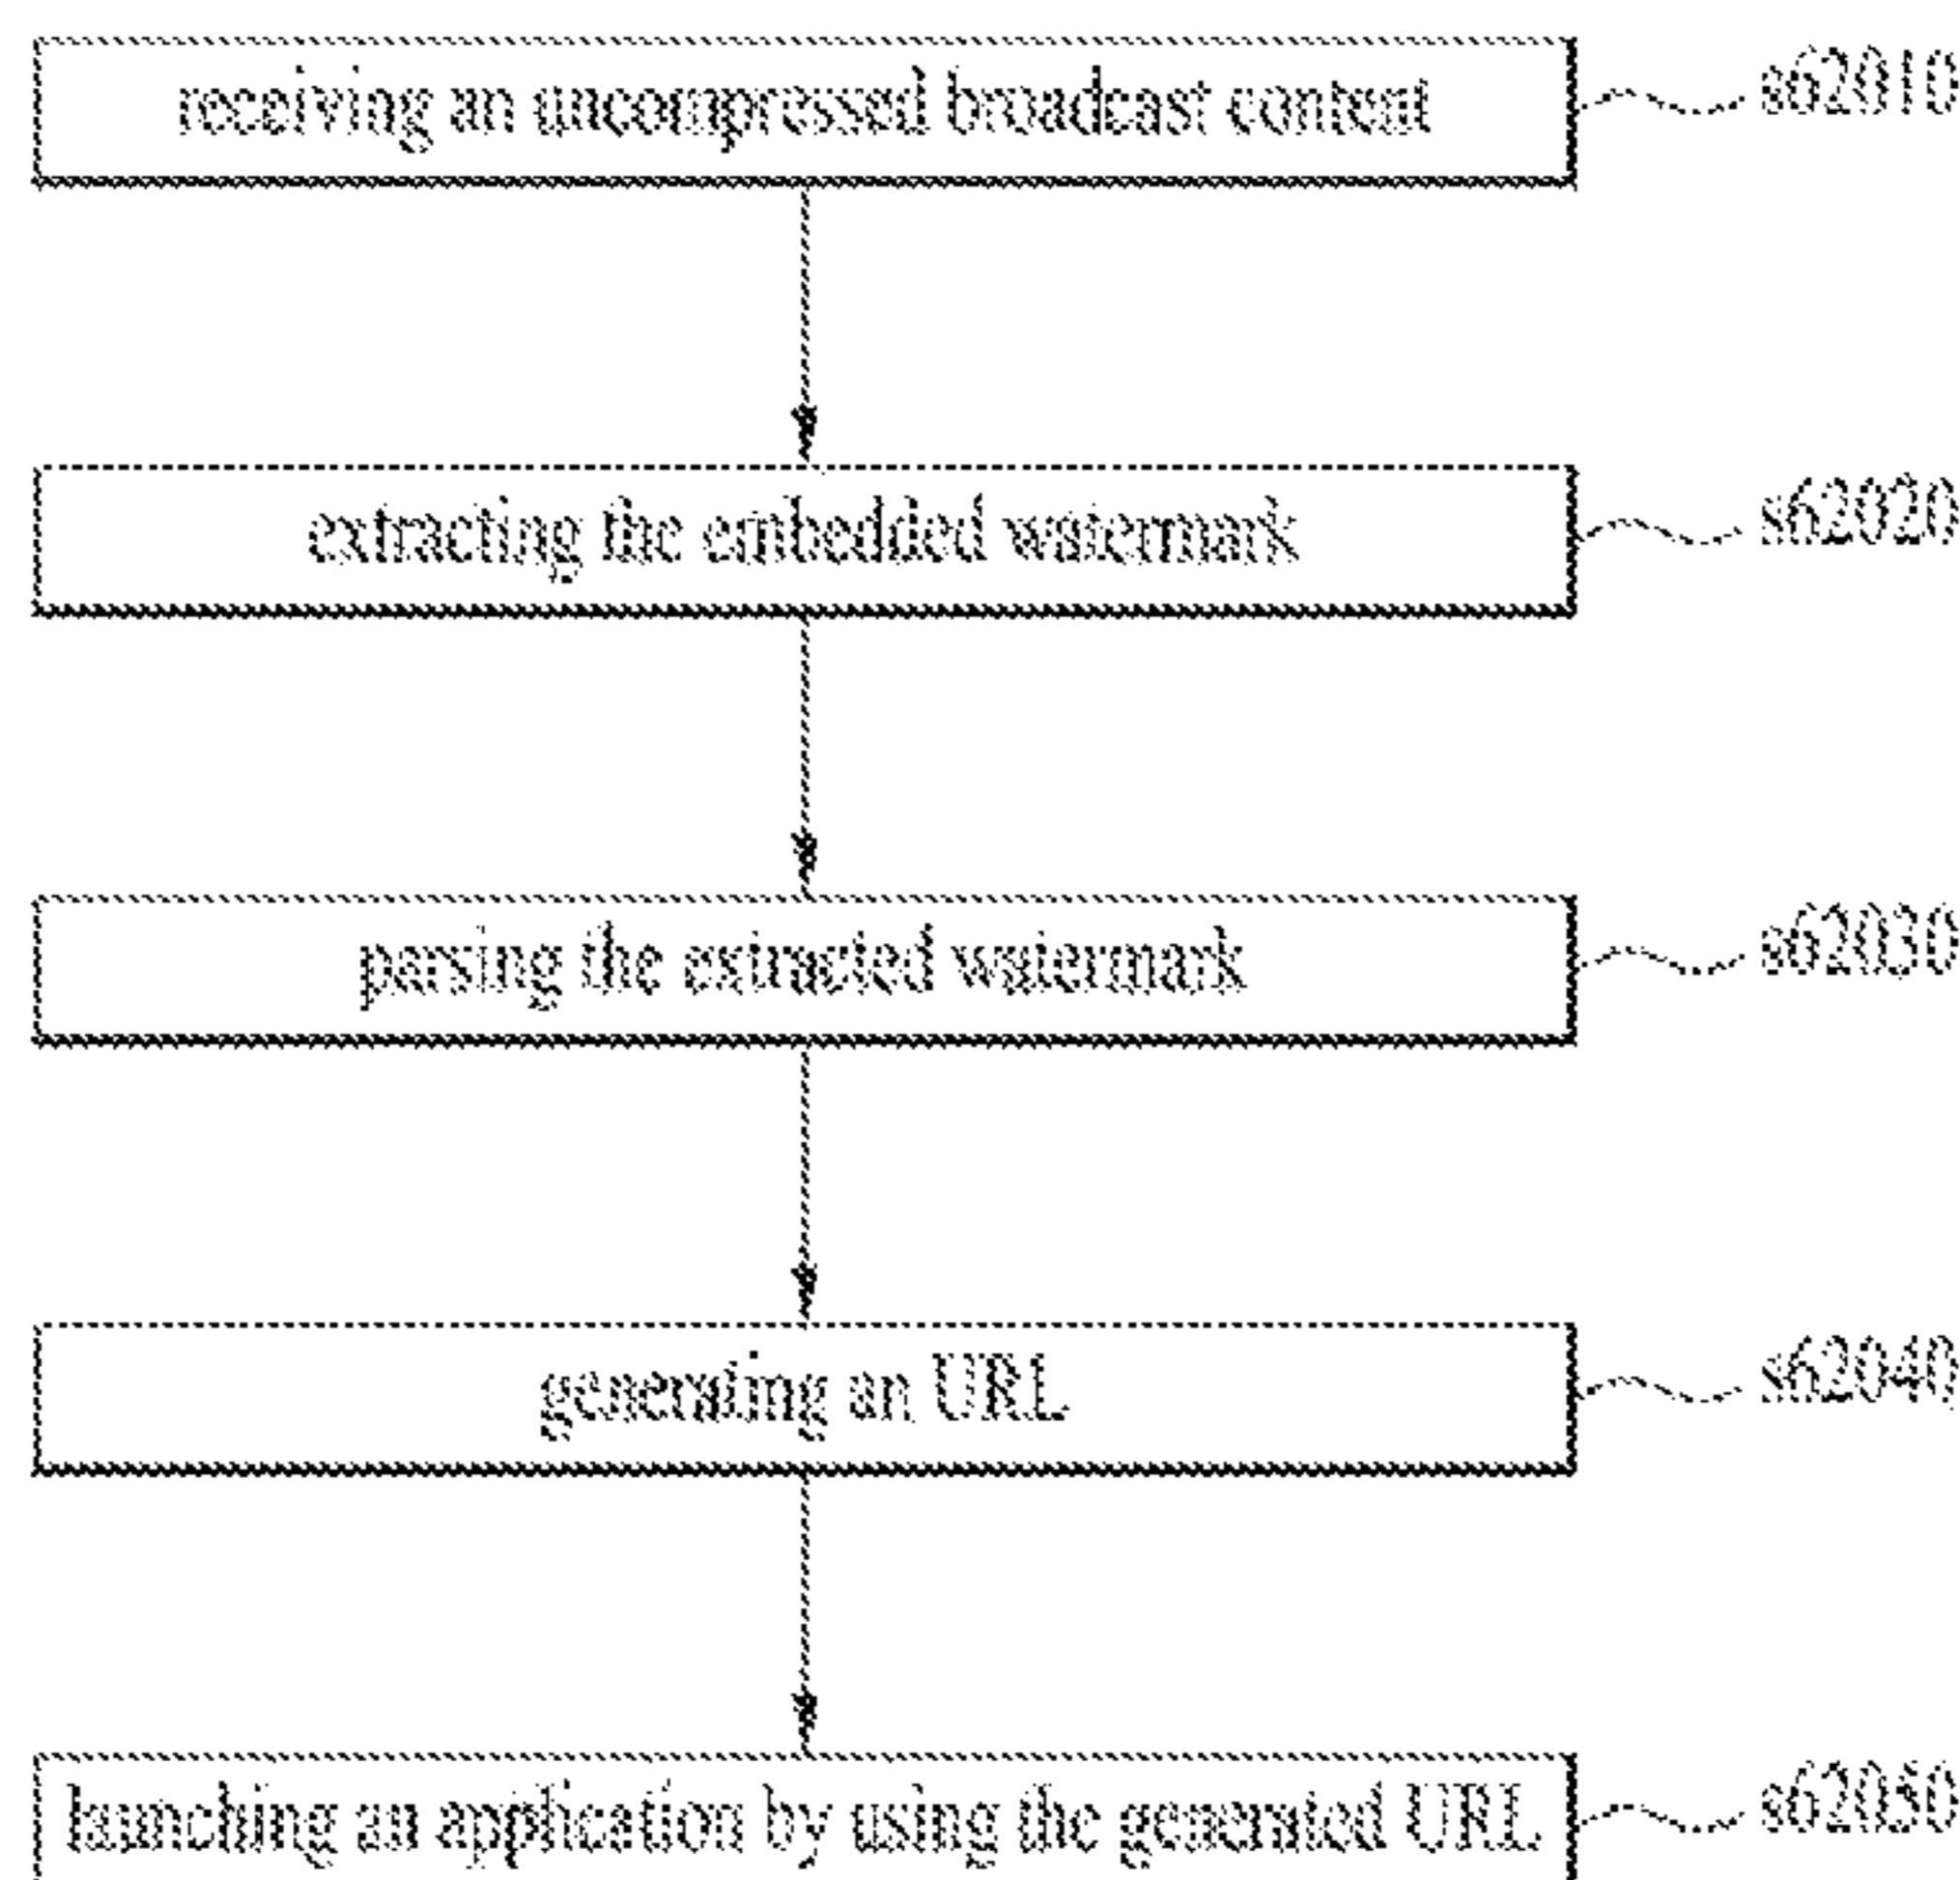 receiving an uncompressed broadcast content s62010
extracting the embedded watermark s62020
parsing the extracted watermark s62030
generating an URL s62040
launching an application by using the generated URL s62050